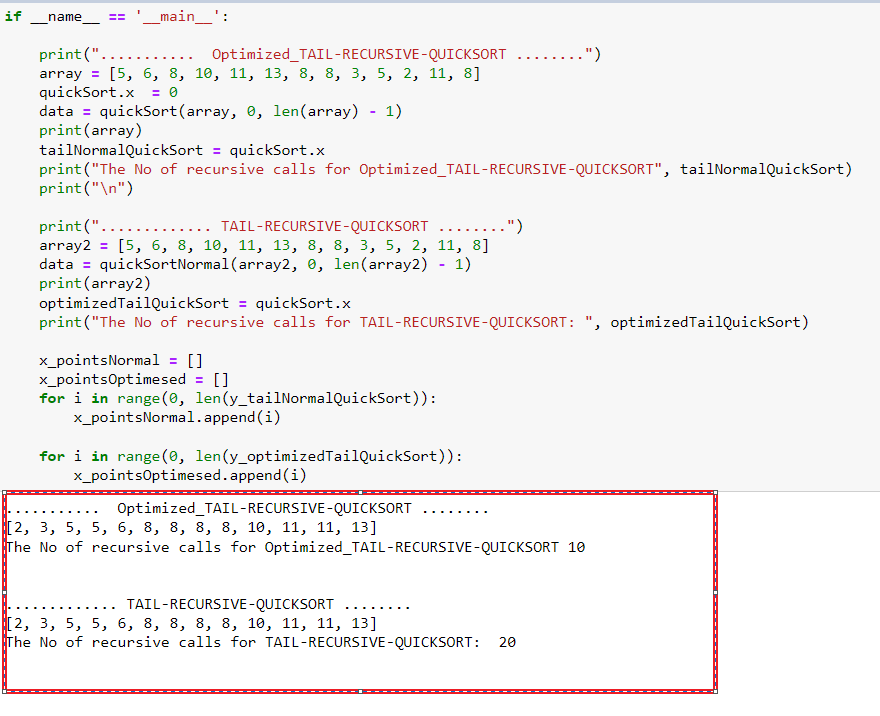 if __name__ == '__main__':
print("...........  Optimized_TAIL-RECURSIVE-QUICKSORT ........")
array = [5, 6, 8, 10, 11, 13, 8, 8, 3, 5, 2, 11, 8]
quickSort.x  = 0
data = quickSort(array, 0, len(array) - 1)
print(array)
tailNormalQuickSort = quickSort.x
print("The No of recursive calls for Optimized_TAIL-RECURSIVE-QUICKSORT", tailNormalQuickSort)
print("\n")
print("............. TAIL-RECURSIVE-QUICKSORT ........")
array2 = [5, 6, 8, 10, 11, 13, 8, 8, 3, 5, 2, 11, 8]
data = quickSortNormal(array2, 0, len(array2) - 1)
print(array2)
optimizedTailQuickSort = quickSort.x
print("The No of recursive calls for TAIL-RECURSIVE-QUICKSORT: ", optimizedTailQuickSort)
x_pointsNormal = []
x_pointsOptimesed = []
for i in range(0, len(y_tailNormalQuickSort)):
x_pointsNormal.append(i)
for i in range(0, len(y_optimizedTailQuickSort)):
x_pointsOptimesed.append(i)
...........  Optimized_TAIL-RECURSIVE-QUICKSORT ........
[2, 3, 5, 5, 6, 8, 8, 8, 8, 10, 11, 11, 13]
The No of recursive calls for Optimized_TAIL-RECURSIVE-QUICKSORT 10
............. TAIL-RECURSIVE-QUICKSORT ........
[2, 3, 5, 5, 6, 8, 8, 8, 8, 10, 11, 11, 13]
The No of recursive calls for TAIL-RECURSIVE-QUICKSORT:  20